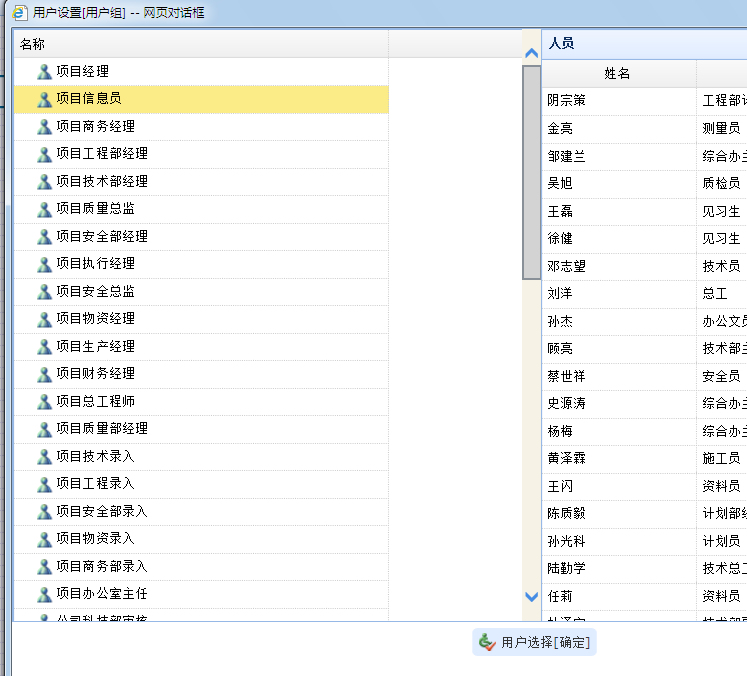 用户设置[用户组] -- 网页对话框
名称
项目经理
项目信息员
项目商务经理
项目工程部经理
项目技术部经理
项目质量总监
项目安全部经理
项目执行经理
项目安全总监
项目物资经理
项目生产经理
项目财务经理
项目总工程师
项目质量部经理
项目技术录入
项目工程录入
项目安全部录入
项目物资录入
项目商务部录入
项目办公室主任
公司科技部审核
人员
姓名
阴宗策 工程部
金亮 测量员
邹建兰 综合办
吴旭 质检员
王磊 见习生
徐健 见习生
邓志望 技术员
刘洋 总工
孙杰 办公文员
顾亮 技术部
蔡世祥 安全员
史源涛 综合办
杨梅 综合办
黄泽霖 施工员
王闪 资料员
陈质毅 计划部
孙光科 计划员
陆勤学 技术总工
任莉 资料员
用户选择[确定]